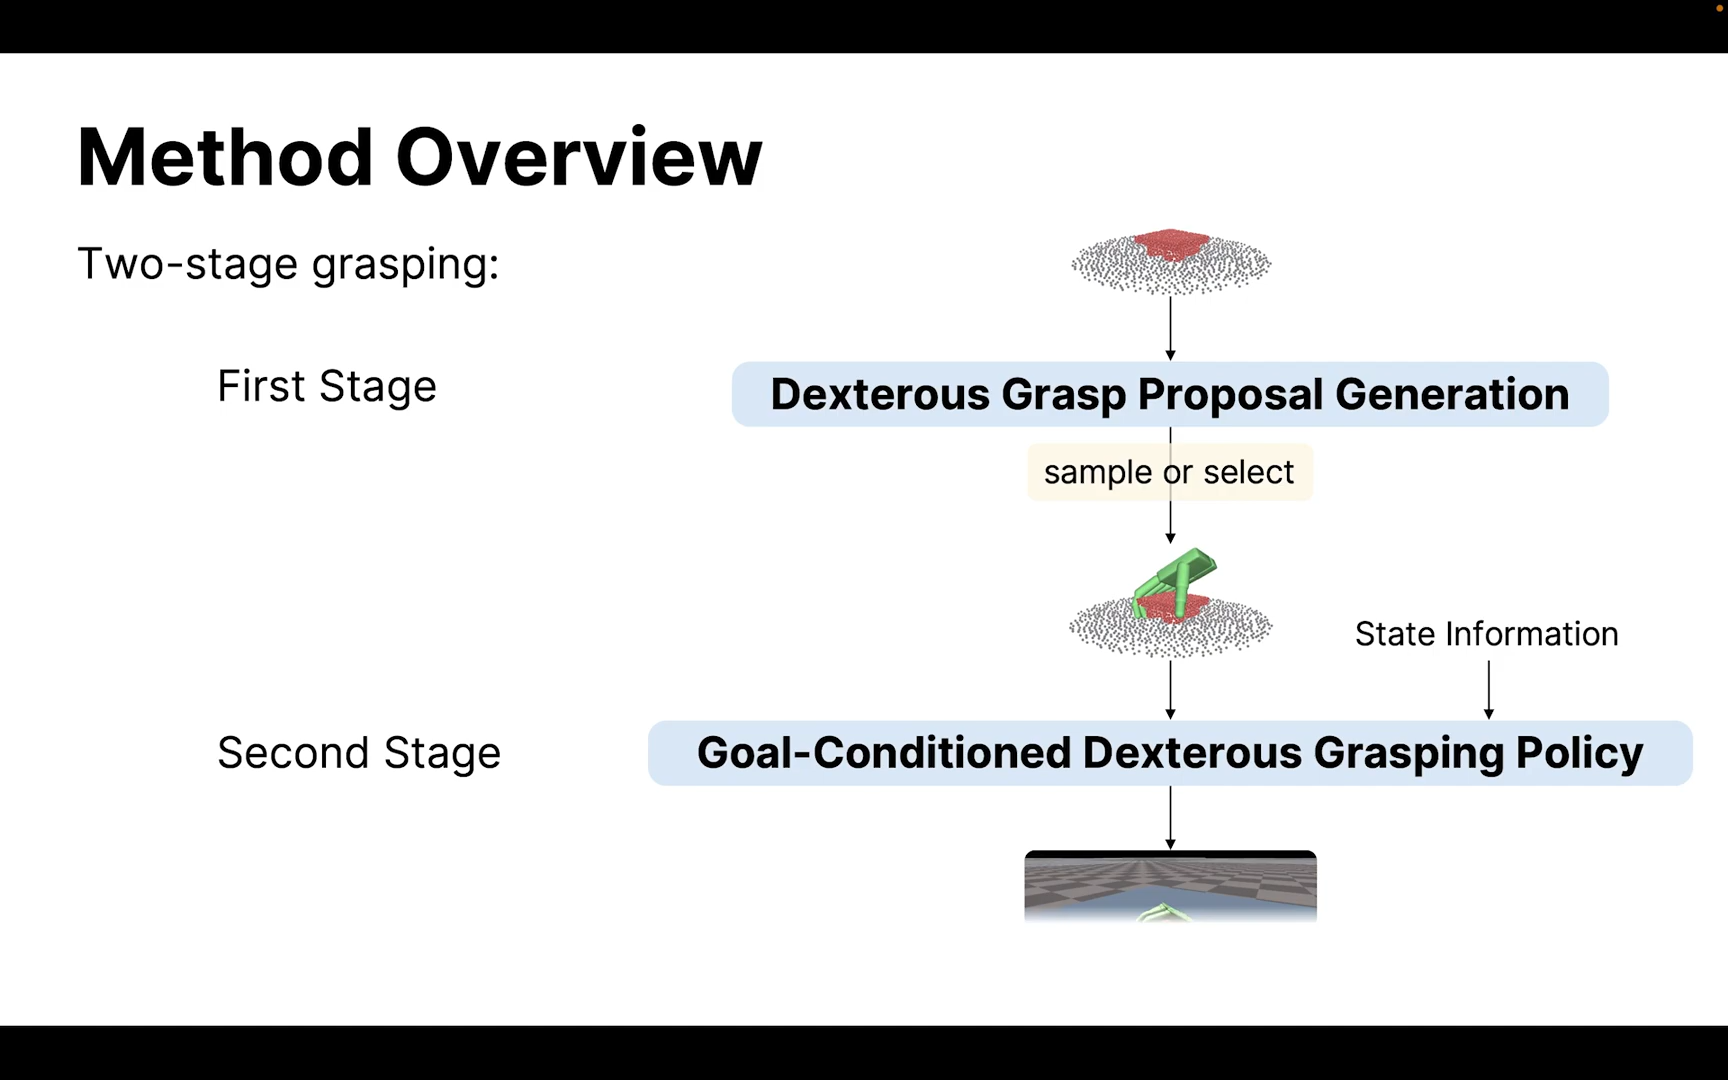 Method Overview
Two-stage grasping:
First Stage
Dexterous Grasp Proposal Generation
sample or select
State Information
Second Stage
Goal-Conditioned Dexterous Grasping Policy